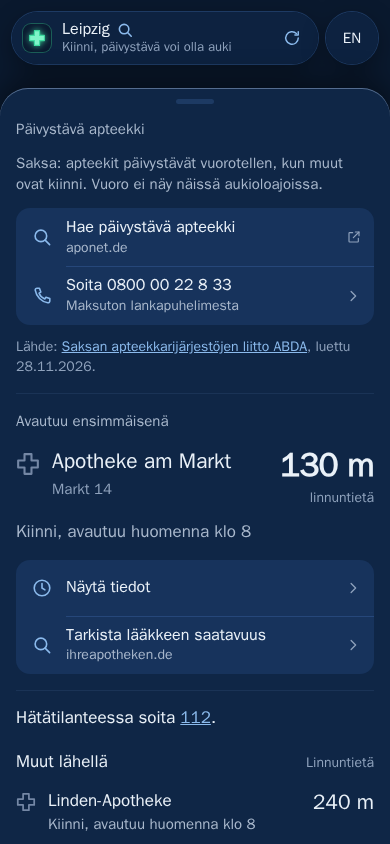 Leipzig
Kiinni, päivystävä voi olla auki
EN
Päivystävä apteekki
Saksa: apteekit päivystävät vuorotellen, kun muut
ovat kiinni. Vuoro ei näy näissä aukioloajoissa.
Hae päivystävä apteekki
aponet.de
Soita 0800 00 22 8 33
Maksuton lankapuhelimesta
Lähde: Saksan apteekkarijärjestöjen liitto ABDA, luettu
28.11.2026.
Avautuu ensimmäisenä
Apotheke am Markt
130 m
Markt 14
linnuntietä
Kiinni, avautuu huomenna klo 8
Näytä tiedot
Tarkista lääkkeen saatavuus
ihreapotheken.de
Hätätilanteessa soita 112.
Muut lähellä
Linnuntietä
Linden-Apotheke
240 m
Kiinni, avautuu huomenna klo 8